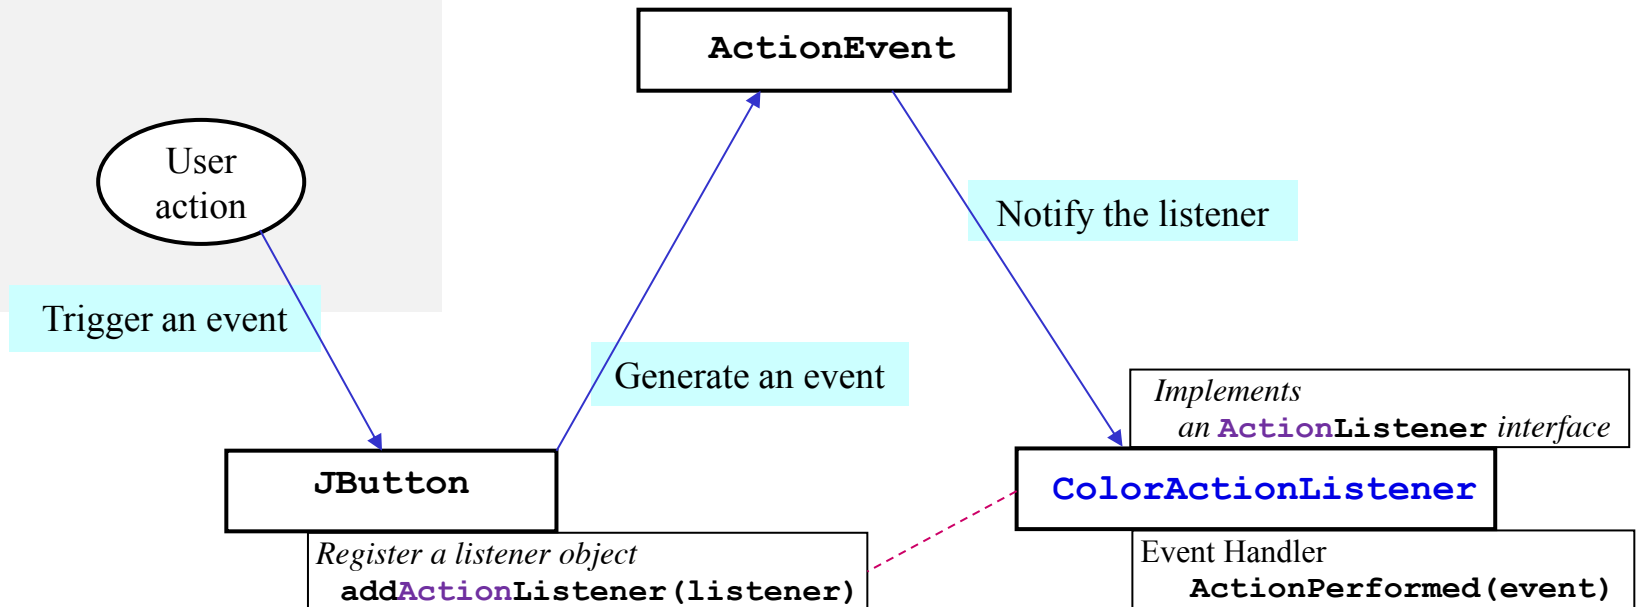 ActionEvent
User
action
Notify the listener
Trigger an event
Generate an event
Implements
an ActionListener interface
JButton
ColorActionListener
Register a listener object
addActionListener(listener)
Event Handler
ActionPerformed(event)